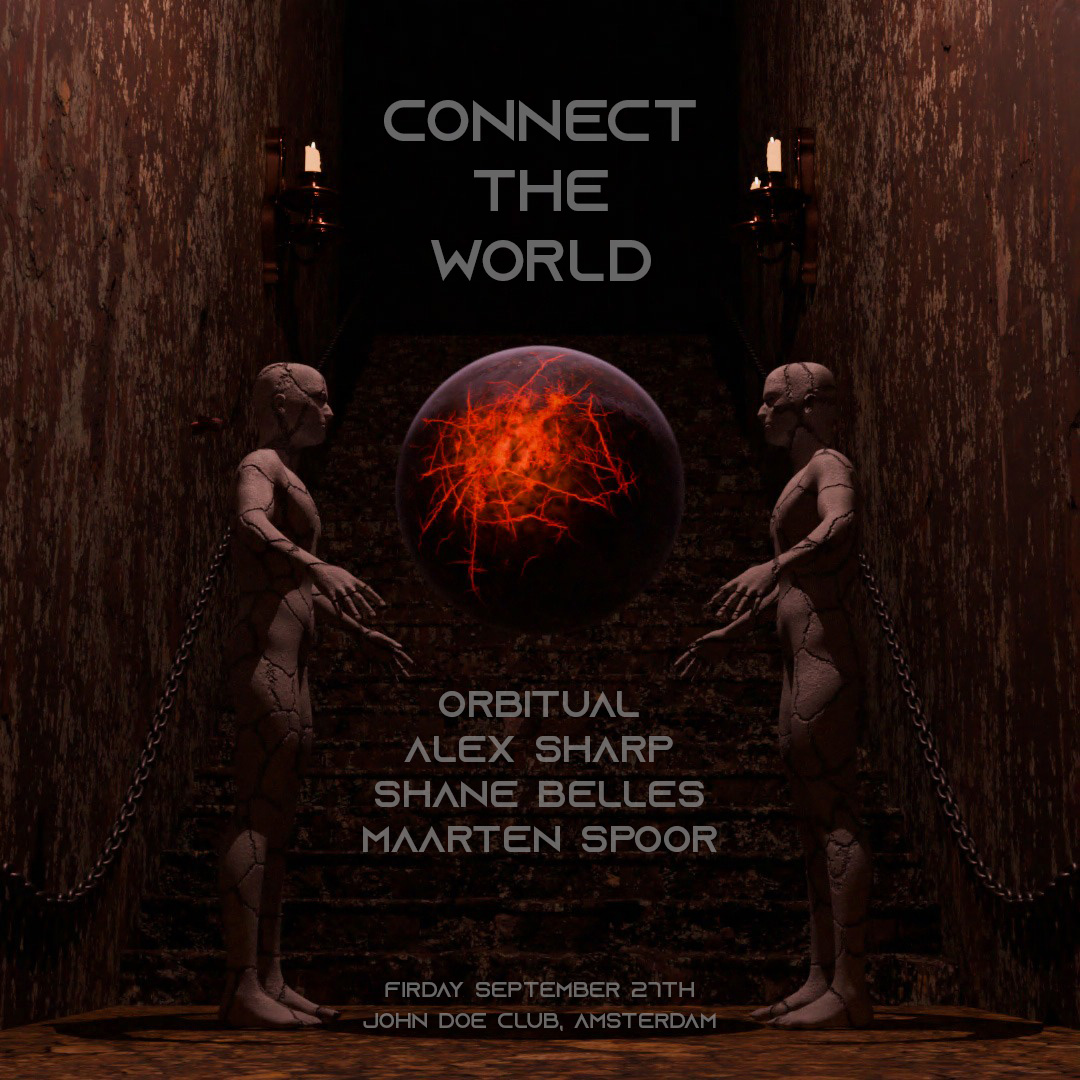 CONNECT
THE
WORLD
ORBITUAL
ALEX SHARP
SHANE BELLES
MAARTEN SPOOR
FIRDAY SEPTEMBER 27TH
JOHN DOE CLUB, AMSTERDAM